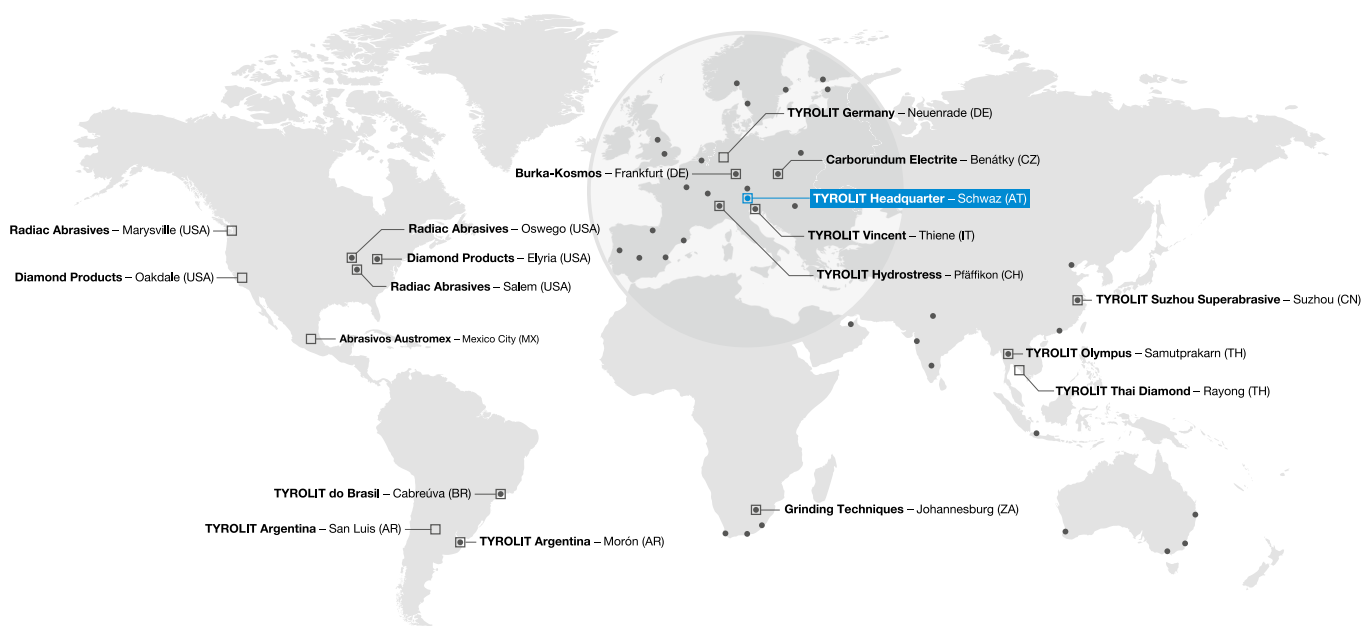 TYROLIT Germany – Neuenrade (DE)
Carborundum Electrite – Benátky (CZ)
Burka-Kosmos – Frankfurt (DE)
TYROLIT Headquarter – Schwaz (AT)
Radiac Abrasives – Marysville (USA)
Radiac Abrasives – Oswego (USA)
TYROLIT Vincent – Thiene (IT)
Diamond Products – Elyria (USA)
Diamond Products – Oakdale (USA)
TYROLIT Hydrostress – Pfäffikon (CH)
Radiac Abrasives – Salem (USA)
TYROLIT Suzhou Superabrasive – Suzhou (CN)
Abrasivos Austromex – Mexico City (MX)
TYROLIT Olympus – Samutprakarn (TH)
TYROLIT Thai Diamond – Rayong (TH)
TYROLIT do Brasil – Cabreúva (BR)
Grinding Techniques – Johannesburg (ZA)
TYROLIT Argentina – San Luis (AR)
TYROLIT Argentina – Morón (AR)